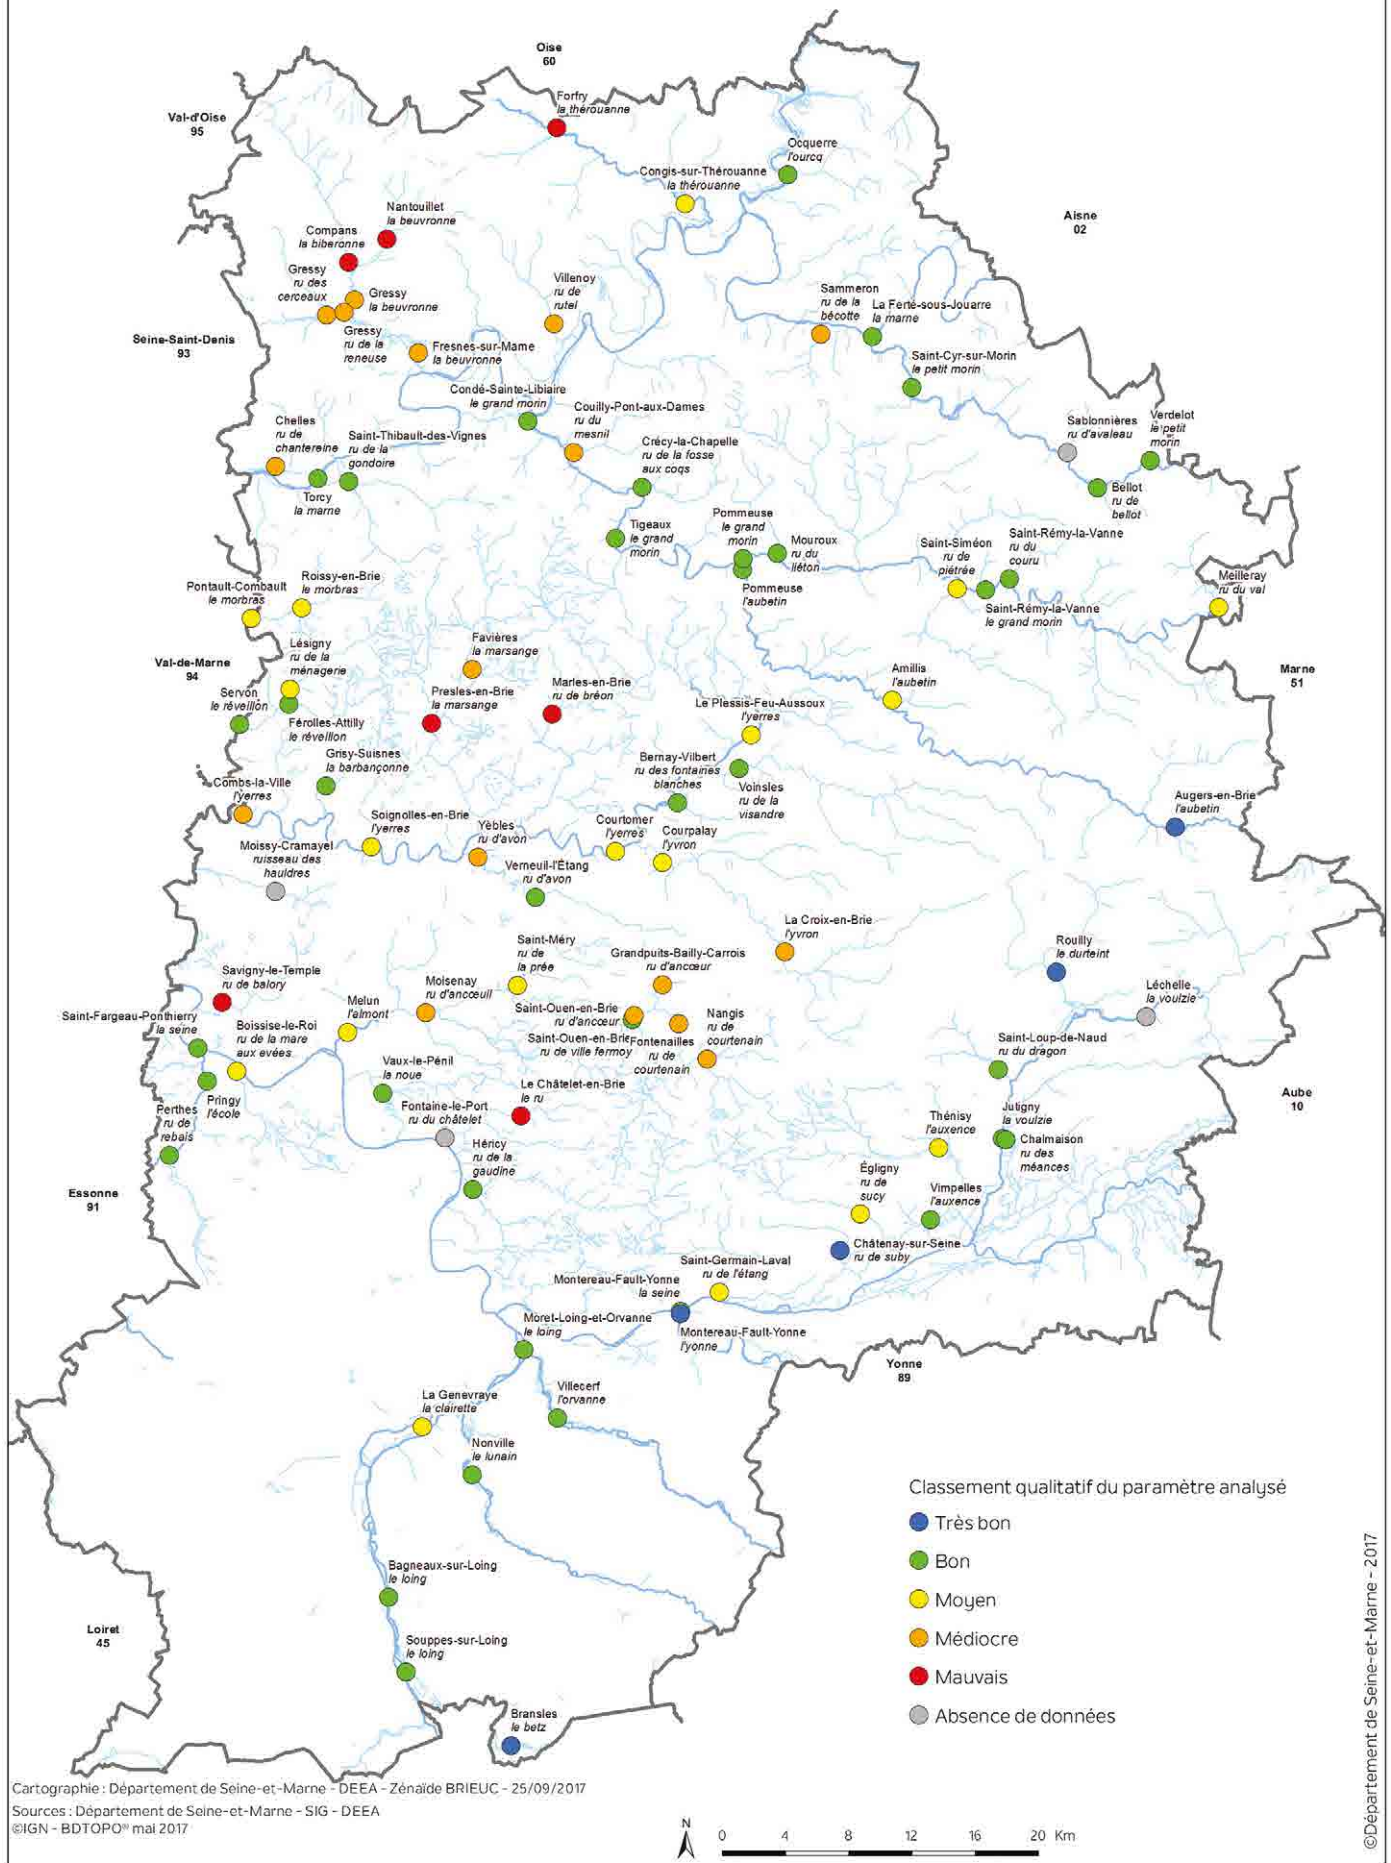 Oise
60
Forfry
la thérouanne
Val-d'Oise
95
Ocquerre
l'ourcq
Congis-sur-Thérouanne
la thérouanne
Nantouillet
la beuvronne
Aisne
02
Compans
la biberonne
Gressy
ru des
cerceaux
Gressy
la beuvronne
Villenoy
ru de
rutel
Sammeron
ru de la
bécotte
La Ferté-sous-Jouarre
la marne
Gressy
ru de la
reneuse
Seine-Saint-Denis
93
Fresnes-sur-Marne
la beuvronne
Saint-Cyr-sur-Morin
le petit morin
Condé-Sainte-Libiaire
le grand morin
Couilly-Pont-aux-Dames
ru du
mesnil
Chelles
ru de
chantereine
Saint-Thibault-des-Vignes
ru de la
gondoire
Crécy-la-Chapelle
ru de la fosse
aux coqs
Sablonnières
ru d'avaleau
Verdelot
le petit
morin
Torcy
la marne
Bellot
ru de
bellot
Tigeaux
le grand
morin
Pommeuse
le grand
morin
Mouroux
ru du
liéton
Saint-Siméon
ru de
piétrée
Saint-Rémy-la-Vanne
ru du
couru
Pontault-Combault
le morbras
Roissy-en-Brie
le morbras
Pommeuse
l'aubetin
Saint-Rémy-la-Vanne
le grand morin
Meilleray
ru du val
Val-de-Marne
94
Lésigny
ru de la
ménagerie
Favières
la marsange
Amillis
l'aubetin
Marne
51
Servon
le réveillon
Presles-en-Brie
la marsange
Marles-en-Brie
ru de bréon
Le Plessis-Feu-Aussoux
l'yerres
Férolles-Attilly
le réveillon
Grisy-Suisnes
la barbançonne
Bernay-Vilbert
ru des fontaines
blanches
Voinsles
ru de la
visandre
Combs-la-Ville
l'yerres
Augers-en-Brie
l'aubetin
Soignolles-en-Brie
l'yerres
Yèbles
ru d'avon
Courtomer
l'yerres
Courpalay
l'yvron
Moissy-Cramayel
ruisseau des
hauldres
Verneuil-l'Étang
ru d'avon
La Croix-en-Brie
l'yvron
Saint-Méry
ru de
la prée
Grandpuits-Bailly-Carrois
ru d'ancœur
Rouilly
le durteint
Savigny-le-Temple
ru de balory
Moisenay
ru d'ancœuil
Léchelle
la voulzie
Melun
l'almont
Saint-Ouen-en-Brie
ru d'ancœur
Nangis
ru de
courtenain
Saint-Fargeau-Ponthierry
la seine
Boissise-le-Roi
ru de la mare
aux evées
Saint-Ouen-en-Brie
ru de ville fermoy
Fontenailles
ru de
courtenain
Saint-Loup-de-Naud
ru du dragon
Vaux-le-Pénil
la noue
Le Châtelet-en-Brie
le ru
Pringy
l'école
Perthes
ru de
rebais
Fontaine-le-Port
ru du châtelet
Thénisy
l'auxence
Jutigny
la voulzie
Aube
10
Chalmaison
ru des
méances
Héricy
ru de la
gaudine
Égligny
ru de
sucy
Vimpelles
l'auxence
Essonne
91
Châtenay-sur-Seine
ru de suby
Saint-Germain-Laval
ru de l'étang
Montereau-Fault-Yonne
la seine
Moret-Loing-et-Orvanne
le loing
Montereau-Fault-Yonne
l'yonne
Yonne
89
La Genevraye
la clairette
Villecerf
l'orvanne
Nonville
le lunain
Classement qualitatif du paramètre analysé
Très bon
Bon
Moyen
Médiocre
Mauvais
Absence de données
Bagneaux-sur-Loing
le loing
Loiret
45
Souppes-sur-Loing
le loing
Bransles
le betz
Cartographie : Département de Seine-et-Marne - DEEA - Zénaïde BRIEUC - 25/09/2017
Sources : Département de Seine-et-Marne - SIG - DEEA
©IGN - BDTOPO® mai 2017
N
0 4 8 12 16 20 Km
©Département de Seine-et-Marne - 2017